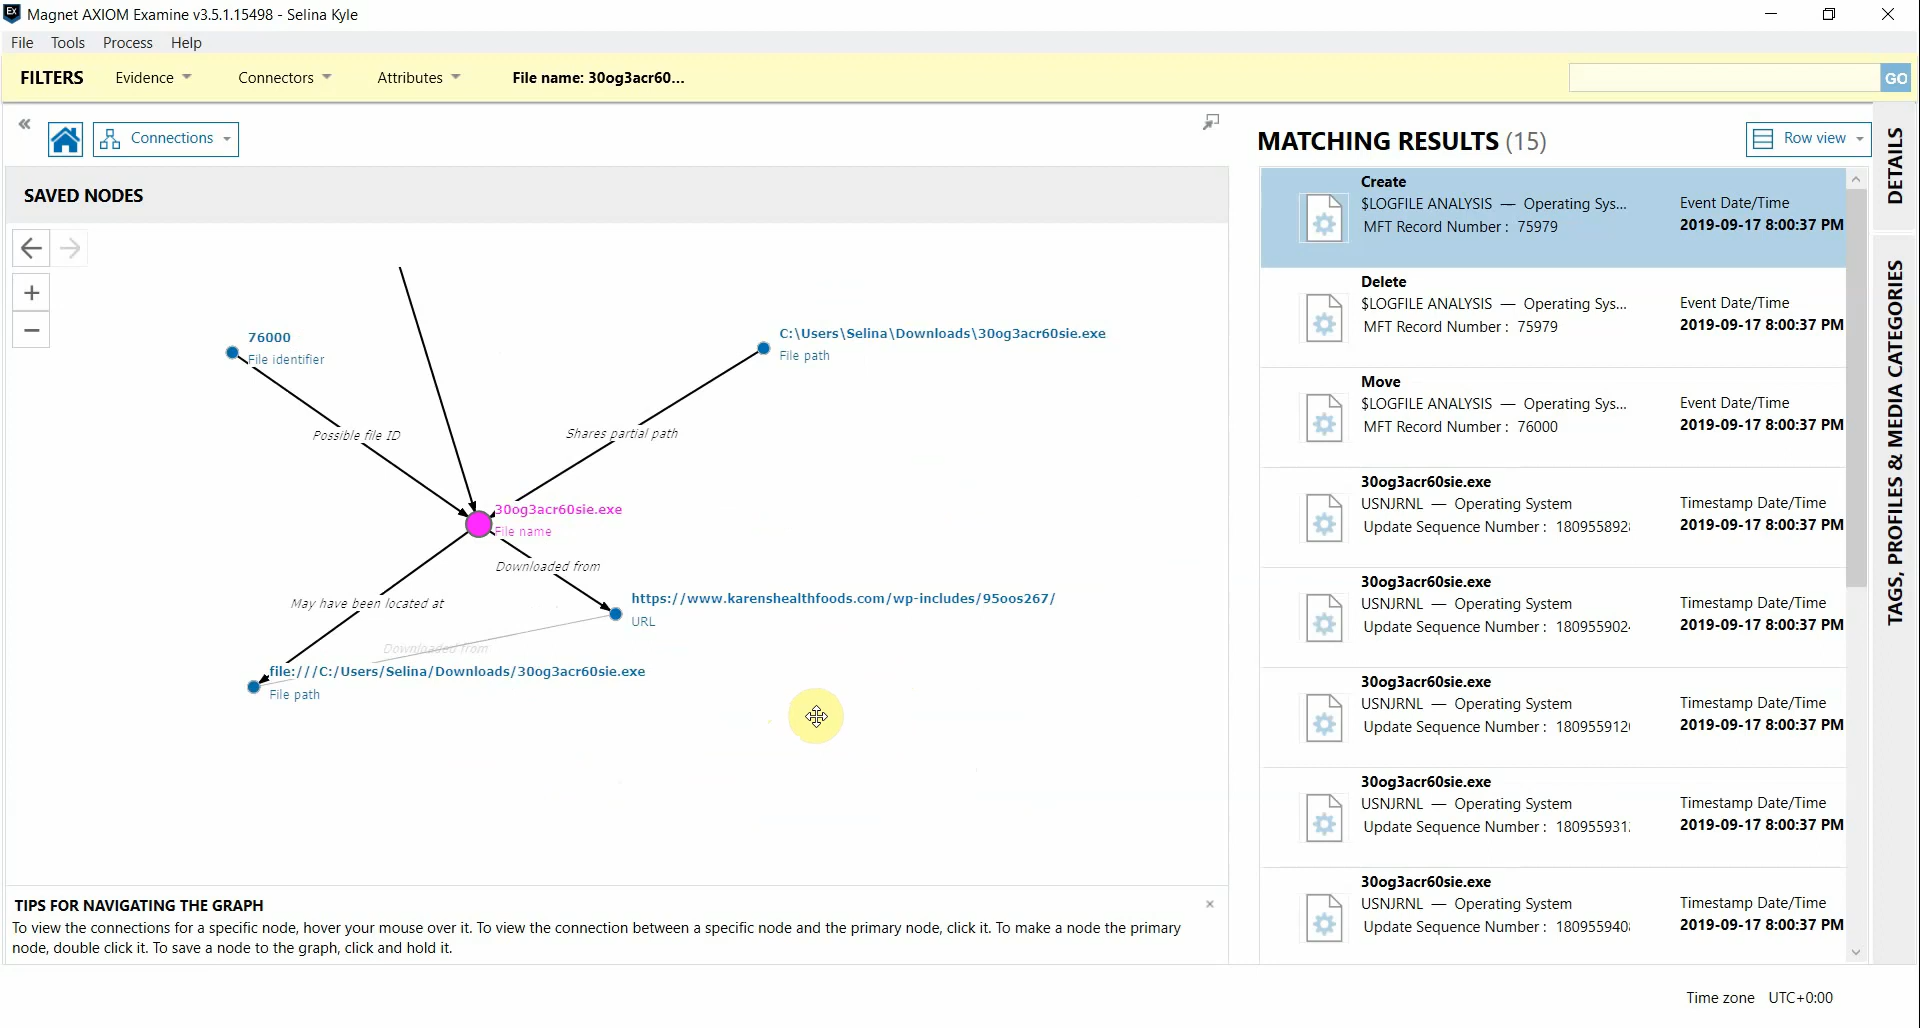 Magnet AXIOM Examine v3.5.1.15498 - Selina Kyle
File Tools Process Help
FILTERS Evidence Connectors Attributes File name: 30og3acr60... GO
Connections
MATCHING RESULTS (15)
Row view
SAVED NODES
76000
File identifier
C:\Users\Selina\Downloads\30og3acr60sie.exe
File path
Possible file ID
Shares partial path
30og3acr60sie.exe
File name
Downloaded from
May have been located at
https://www.karenshealthfoods.com/wp-includes/95oos267/
URL
Downloaded from
file:///C:/Users/Selina/Downloads/30og3acr60sie.exe
File path
TIPS FOR NAVIGATING THE GRAPH
To view the connections for a specific node, hover your mouse over it. To view the connection between a specific node and the primary node, click it. To make a node the primary
node, double click it. To save a node to the graph, click and hold it.
Create
$LOGFILE ANALYSIS — Operating Sys... Event Date/Time
MFT Record Number : 75979 2019-09-17 8:00:37 PM
Delete
$LOGFILE ANALYSIS — Operating Sys... Event Date/Time
MFT Record Number : 75979 2019-09-17 8:00:37 PM
Move
$LOGFILE ANALYSIS — Operating Sys... Event Date/Time
MFT Record Number : 76000 2019-09-17 8:00:37 PM
30og3acr60sie.exe
USNJRNL — Operating System Timestamp Date/Time
Update Sequence Number : 180955892 2019-09-17 8:00:37 PM
30og3acr60sie.exe
USNJRNL — Operating System Timestamp Date/Time
Update Sequence Number : 180955902 2019-09-17 8:00:37 PM
30og3acr60sie.exe
USNJRNL — Operating System Timestamp Date/Time
Update Sequence Number : 180955912 2019-09-17 8:00:37 PM
30og3acr60sie.exe
USNJRNL — Operating System Timestamp Date/Time
Update Sequence Number : 180955931 2019-09-17 8:00:37 PM
30og3acr60sie.exe
USNJRNL — Operating System Timestamp Date/Time
Update Sequence Number : 180955940 2019-09-17 8:00:37 PM
DETAILS
TAGS, PROFILES & MEDIA CATEGORIES
Time zone UTC+0:00